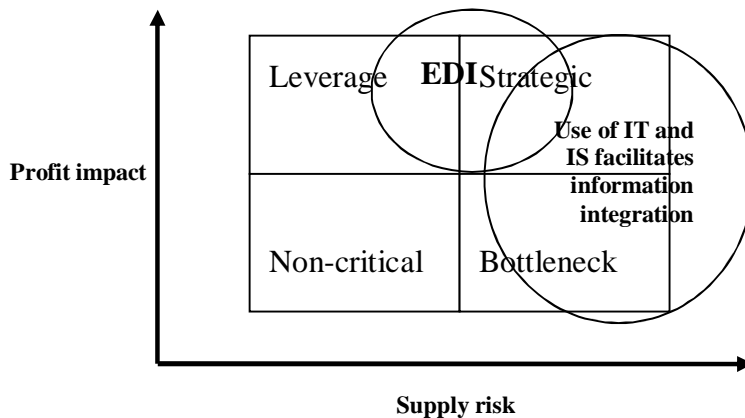 Leverage EDI Strategic
Use of IT and
IS facilitates
information
integration
Profit impact
Non-critical Bottleneck
Supply risk